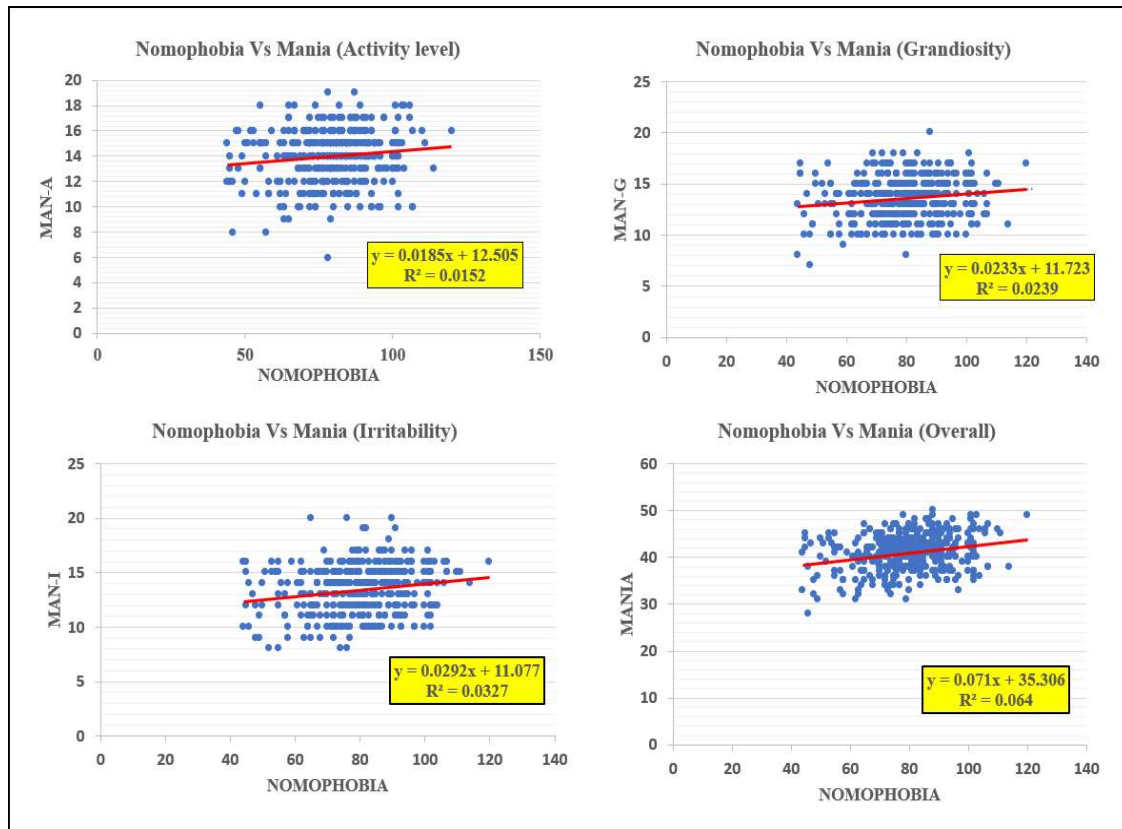 Nomophobia Vs Mania (Activity level)
20
18
16
14
12
10
8
6
4
2
0
MAN-A
y = 0.0185x + 12.505
R² = 0.0152
0 50 100 150
NOMOPHOBIA
Nomophobia Vs Mania (Grandiosity)
25
20
15
10
5
0
MAN-G
y = 0.0233x + 11.723
R² = 0.0239
0 20 40 60 80 100 120 140
NOMOPHOBIA
Nomophobia Vs Mania (Irritability)
25
20
15
10
5
0
MAN-I
y = 0.0292x + 11.077
R² = 0.0327
0 20 40 60 80 100 120 140
NOMOPHOBIA
Nomophobia Vs Mania (Overall)
60
50
40
30
20
10
0
MANIA
y = 0.071x + 35.306
R² = 0.064
0 20 40 60 80 100 120 140
NOMOPHOBIA